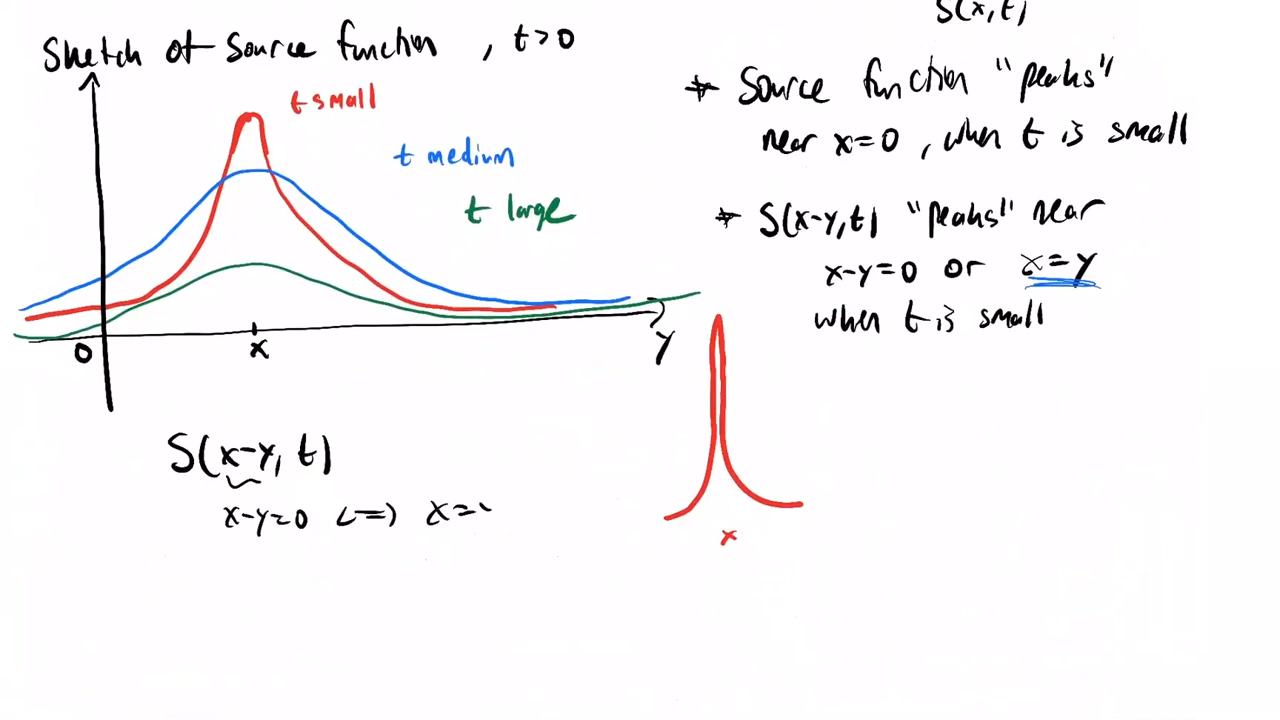 Sketch of Source function , t>0
t small
t medium
t large
0
x
y
S(x-y, t)
x-y=0 <=> x=
S(x,t)
* Source function "peaks"
near x=0 , when t is small
* S(x-y,t) "peaks" near
x-y=0 or x=y
when t is small
x